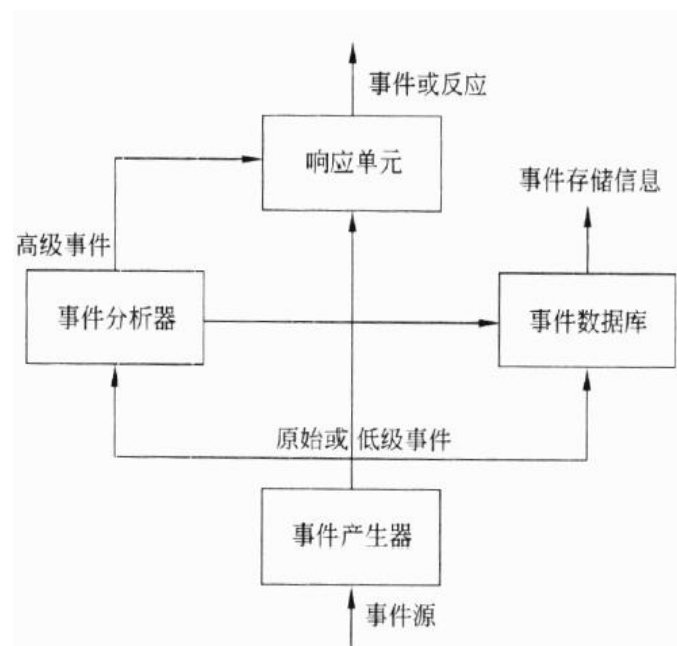 事件或反应
响应单元
事件存储信息
高级事件
事件分析器
事件数据库
原始或 低级事件
事件产生器
事件源